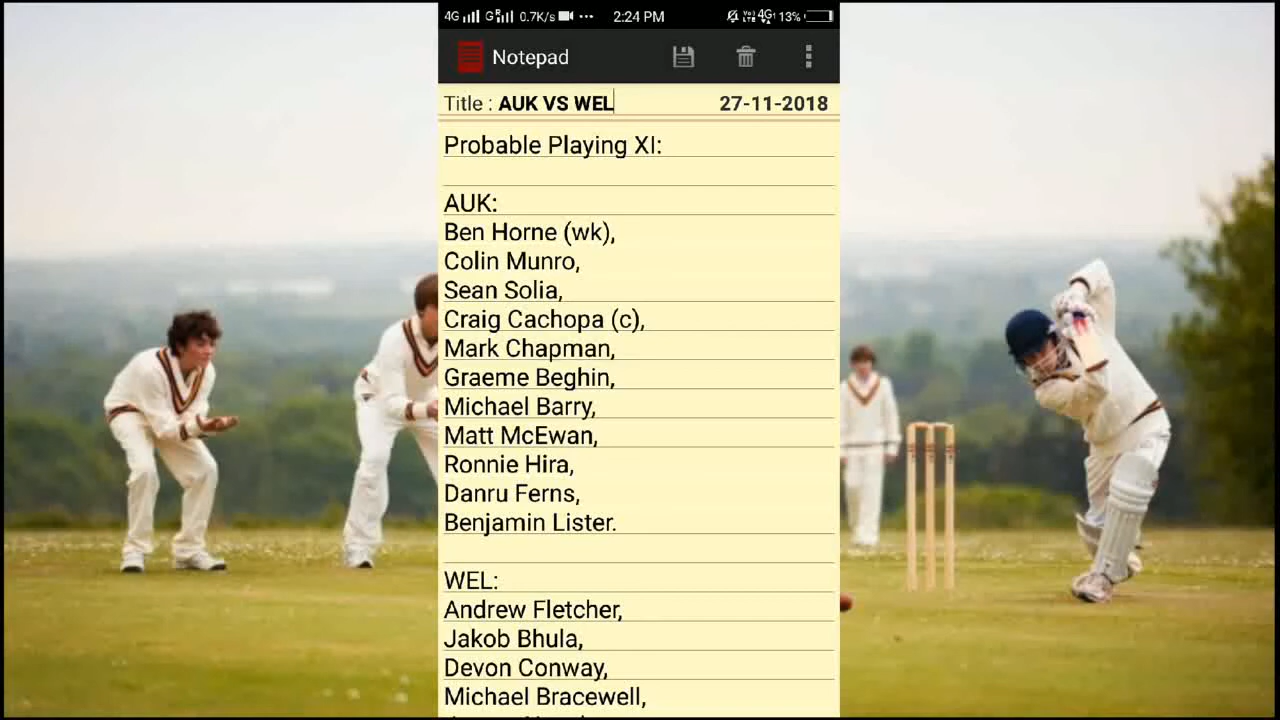 4G G R 0.7K/s ... 2:24 PM VoLTE 4G 13%
Notepad
Title : AUK VS WEL 27-11-2018
Probable Playing XI:
AUK:
Ben Horne (wk),
Colin Munro,
Sean Solia,
Craig Cachopa (c),
Mark Chapman,
Graeme Beghin,
Michael Barry,
Matt McEwan,
Ronnie Hira,
Danru Ferns,
Benjamin Lister.
WEL:
Andrew Fletcher,
Jakob Bhula,
Devon Conway,
Michael Bracewell,